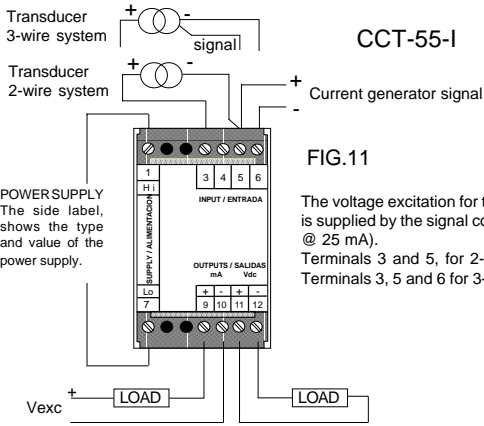 Transducer
3-wire system
+
-
signal
CCT-55-I
Transducer
2-wire system
+
-
+
Current generator signal
-
FIG.11
1
3 4 5 6
Hi
INPUT / ENTRADA
POWER SUPPLY
The side label,
shows the type
and value of the
power supply.
SUPPLY / ALIMENTACION
The voltage excitation for t
is supplied by the signal co
@ 25 mA).
Terminals 3 and 5, for 2-
Terminals 3, 5 and 6 for 3-
OUTPUTS / SALIDAS
mA Vdc
Lo
+ - + -
7
9 10 11 12
+
Vexc
LOAD
LOAD